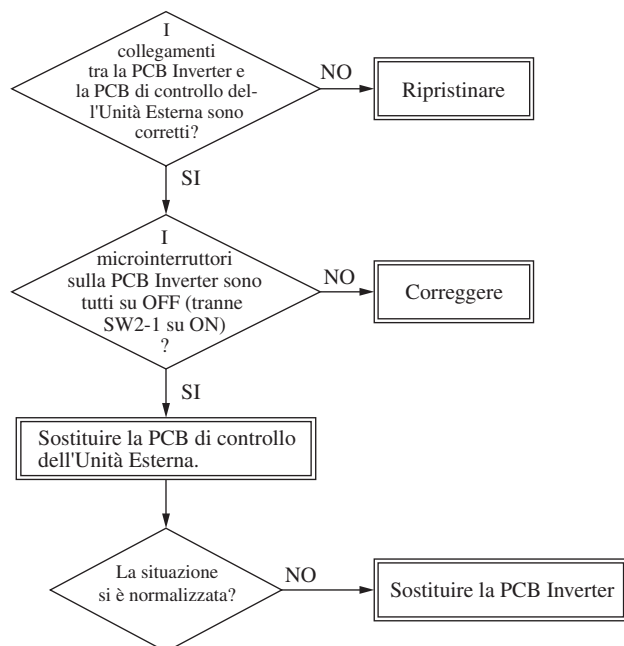 I
collegamenti
tra la PCB Inverter e
la PCB di controllo del-
l'Unità Esterna sono
corretti?
NO
Ripristinare
SI
I
microinterruttori
sulla PCB Inverter sono
tutti su OFF (tranne
SW2-1 su ON)
?
NO
Correggere
SI
Sostituire la PCB di controllo
dell'Unità Esterna.
La situazione
si è normalizzata?
NO
Sostituire la PCB Inverter